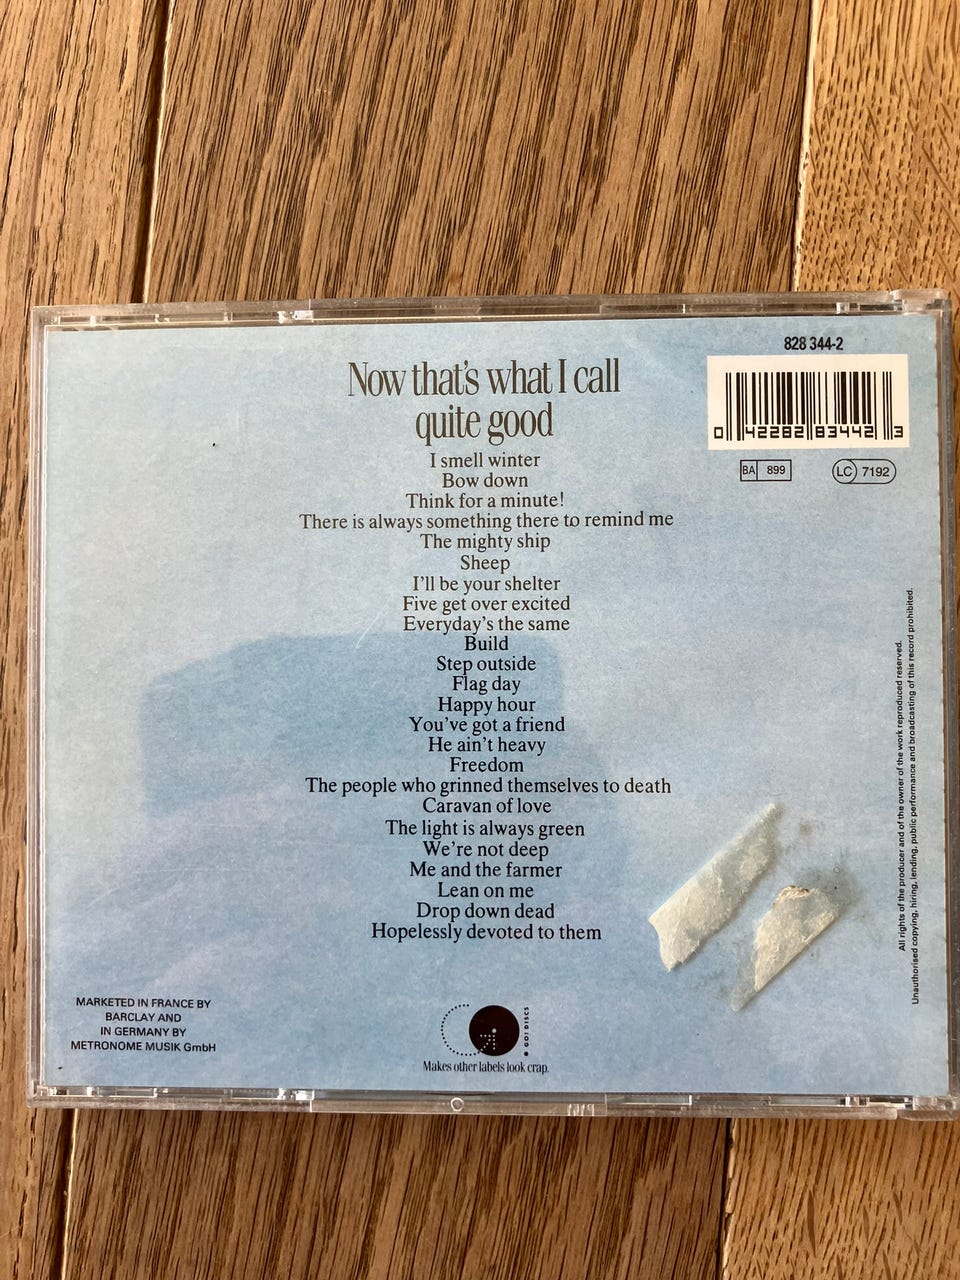 828 344-2
Now that's what I call
quite good
0 42282 83442 3
BA 899
LC 7192
I smell winter
Bow down
Think for a minute!
There is always something there to remind me
The mighty ship
Sheep
I'll be your shelter
Five get over excited
Everyday's the same
Build
Step outside
Flag day
Happy hour
You've got a friend
He ain't heavy
Freedom
The people who grinned themselves to death
Caravan of love
The light is always green
We're not deep
Me and the farmer
Lean on me
Drop down dead
Hopelessly devoted to them
All rights of the producer and of the owner of the work reproduced reserved.
Unauthorised copying, hiring, lending, public performance and broadcasting of this record prohibited.
MARKETED IN FRANCE BY
BARCLAY AND
IN GERMANY BY
METRONOME MUSIK GmbH
GO! DISCS
Makes other labels look crap.